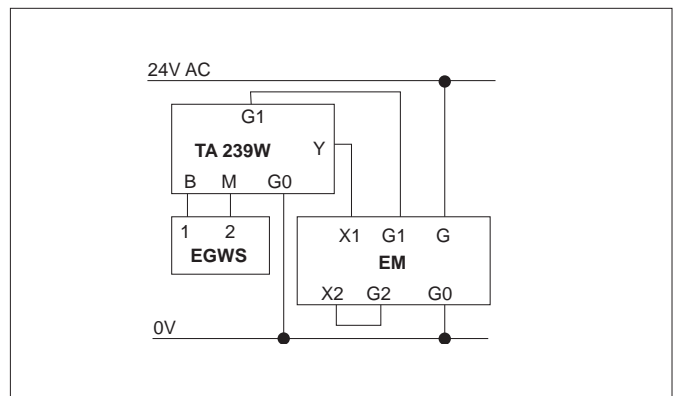 24V AC
G1
TA 239W Y
B M G0
1 2
EGWS
X1 G1 G
EM
X2 G2 G0
0V